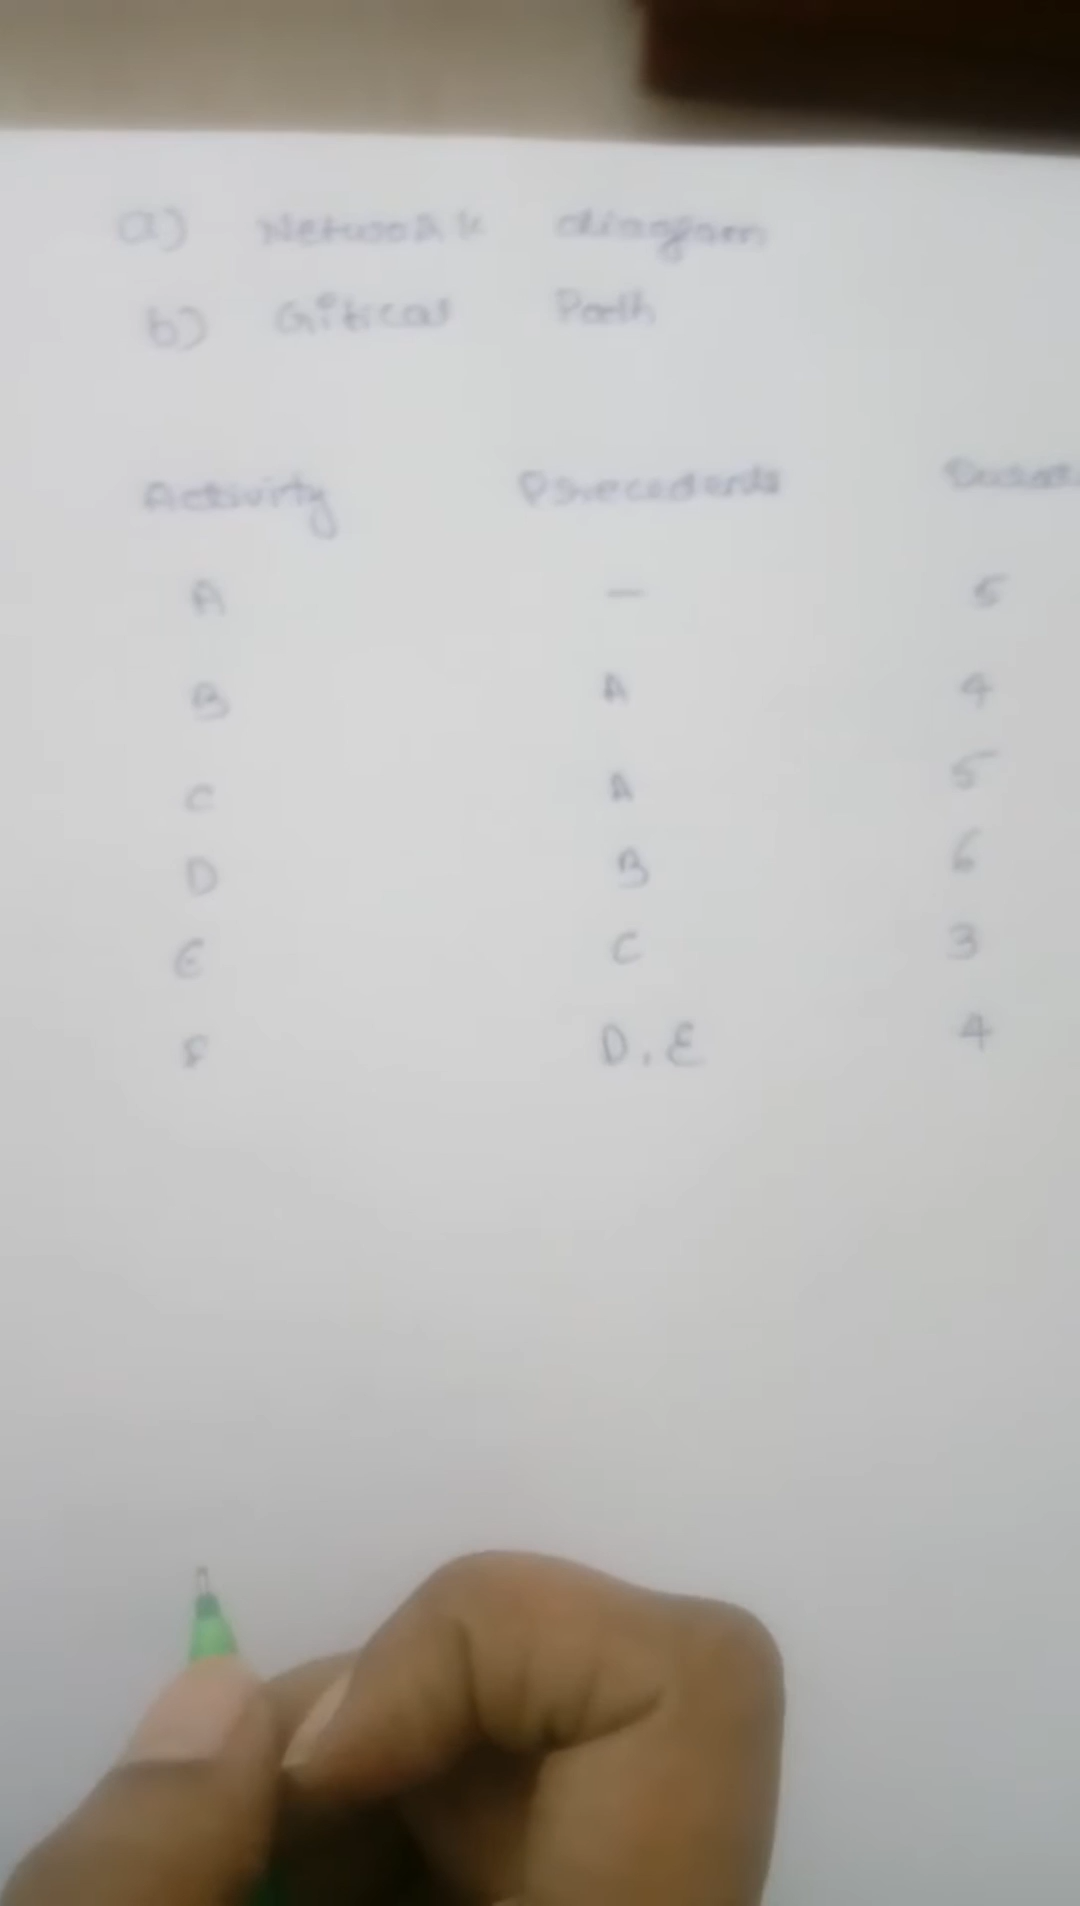 a) Network diagram
b) Critical Path
Activity Precedents
A — 5
B A 4
C A 5
D B 6
E C 3
F D, E 4